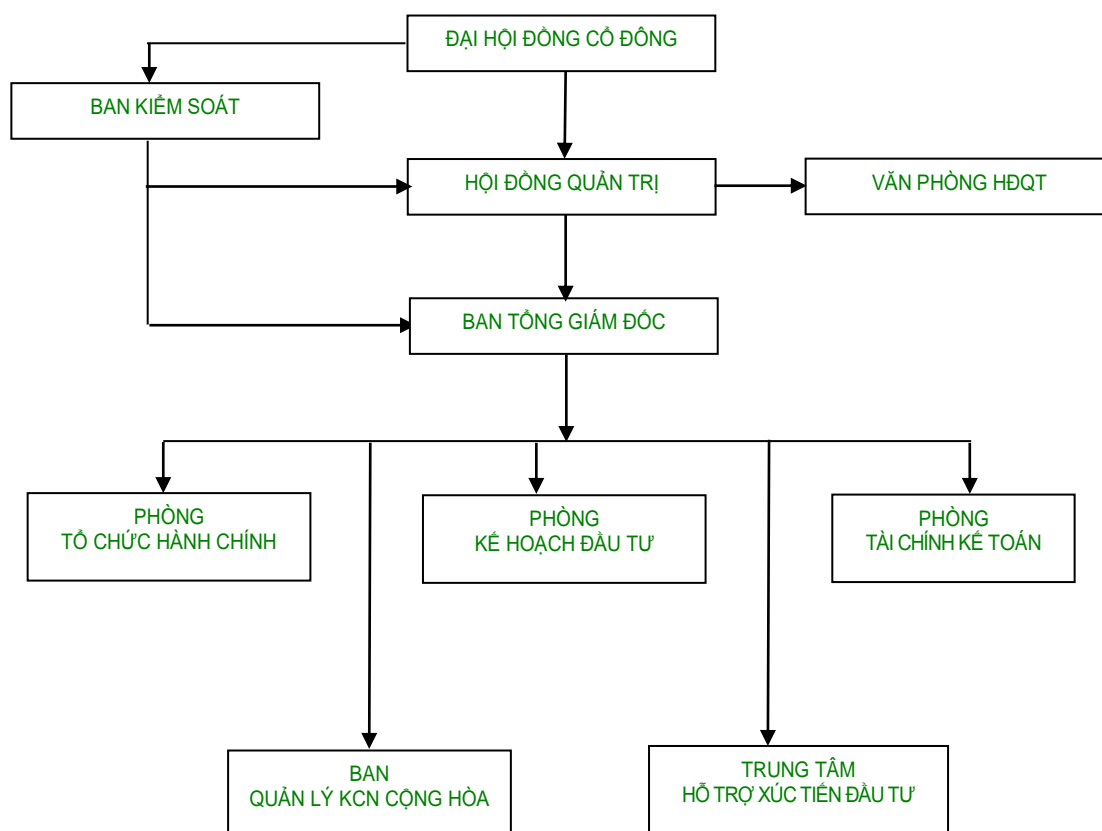 ĐẠI HỘI ĐỒNG CỔ ĐÔNG
BAN KIỂM SOÁT
HỘI ĐỒNG QUẢN TRỊ
VĂN PHÒNG HĐQT
BAN TỔNG GIÁM ĐỐC
PHÒNG
TỔ CHỨC HÀNH CHÍNH
PHÒNG
KẾ HOẠCH ĐẦU TƯ
PHÒNG
TÀI CHÍNH KẾ TOÁN
BAN
QUẢN LÝ KCN CỘNG HÒA
TRUNG TÂM
HỖ TRỢ XÚC TIẾN ĐẦU TƯ